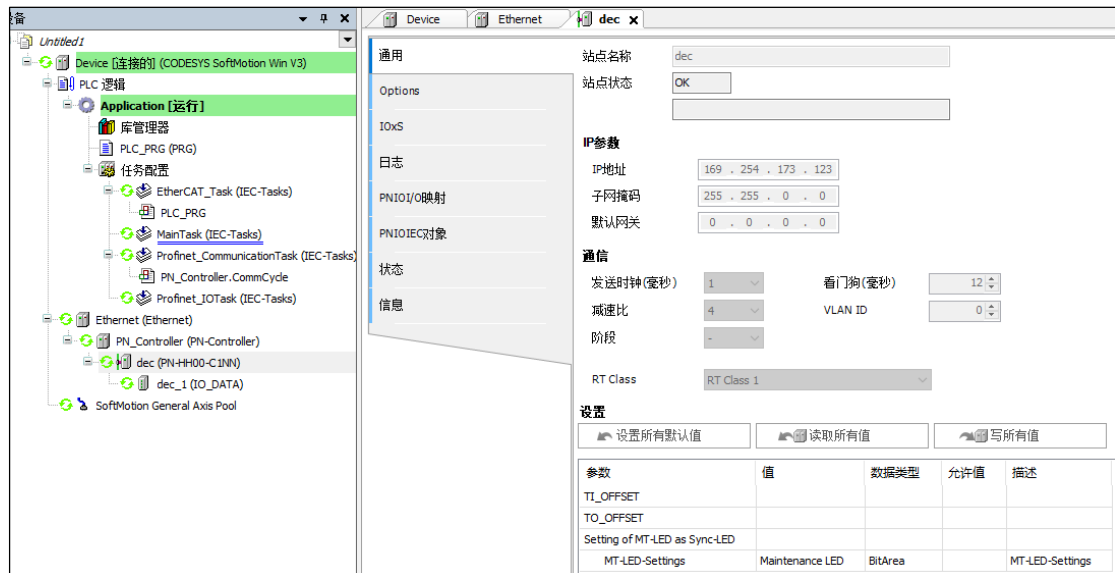 备
Untitled1
Device [连接的] (CODESYS SoftMotion Win V3)
PLC 逻辑
Application [运行]
库管理器
PLC_PRG (PRG)
任务配置
EtherCAT_Task (IEC-Tasks)
PLC_PRG
MainTask (IEC-Tasks)
Profinet_CommunicationTask (IEC-Tasks)
PN_Controller.CommCycle
Profinet_IOTask (IEC-Tasks)
Ethernet (Ethernet)
PN_Controller (PN-Controller)
dec (PN-HH00-C1NN)
dec_1 (IO_DATA)
SoftMotion General Axis Pool
Device Ethernet dec
通用
Options
IOxS
日志
PNIOI/O映射
PNIOIEC对象
状态
信息
站点名称 dec
站点状态 OK
IP参数
IP地址 169 . 254 . 173 . 123
子网掩码 255 . 255 . 0 . 0
默认网关 0 . 0 . 0 . 0
通信
发送时钟(毫秒) 1 看门狗(毫秒) 12
减速比 4 VLAN ID 0
阶段 -
RT Class RT Class 1
设置
设置所有默认值 读取所有值 写所有值
参数 值 数据类型 允许值 描述
TI_OFFSET
TO_OFFSET
Setting of MT-LED as Sync-LED
MT-LED-Settings Maintenance LED BitArea MT-LED-Settings